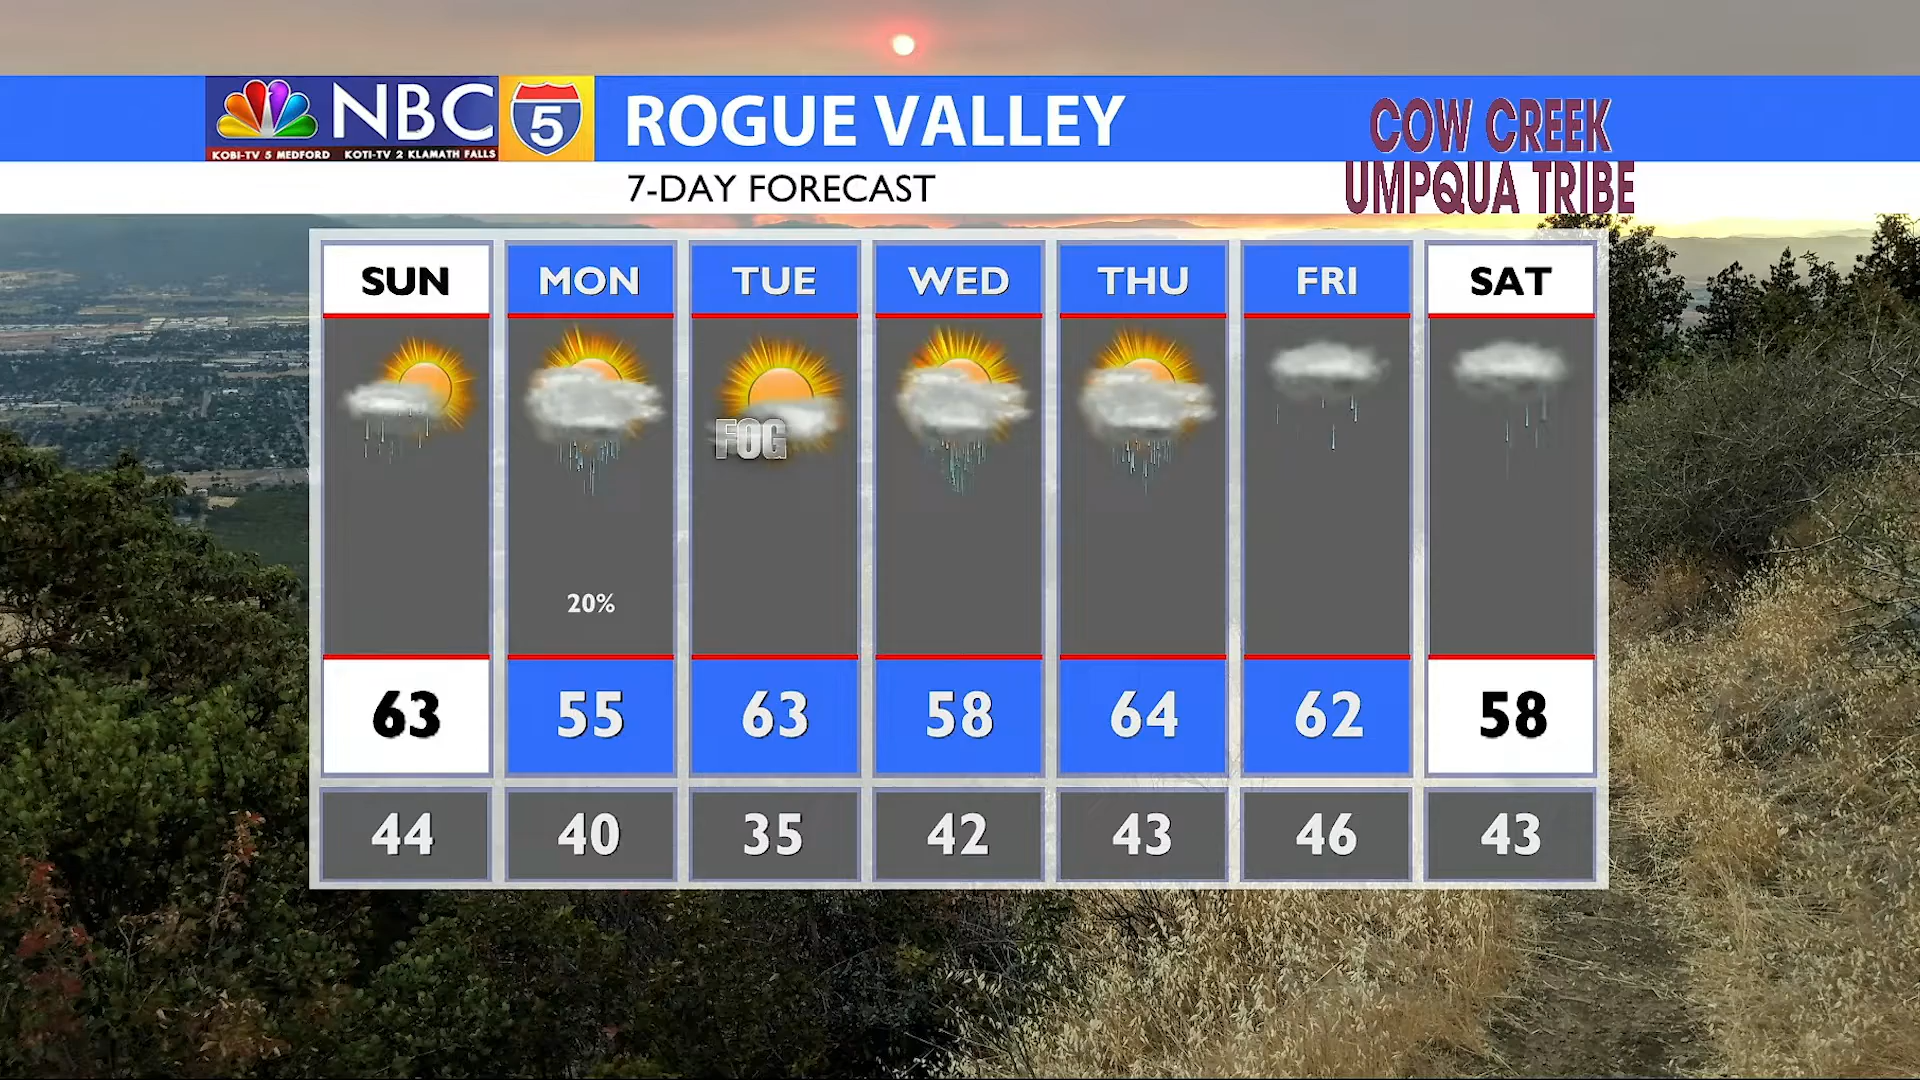 NBC 5
KOBI-TV 5 MEDFORD KOTI-TV 2 KLAMATH FALLS
ROGUE VALLEY
7-DAY FORECAST
COW CREEK
UMPQUA TRIBE
SUN MON TUE WED THU FRI SAT
FOG
20%
63 55 63 58 64 62 58
44 40 35 42 43 46 43